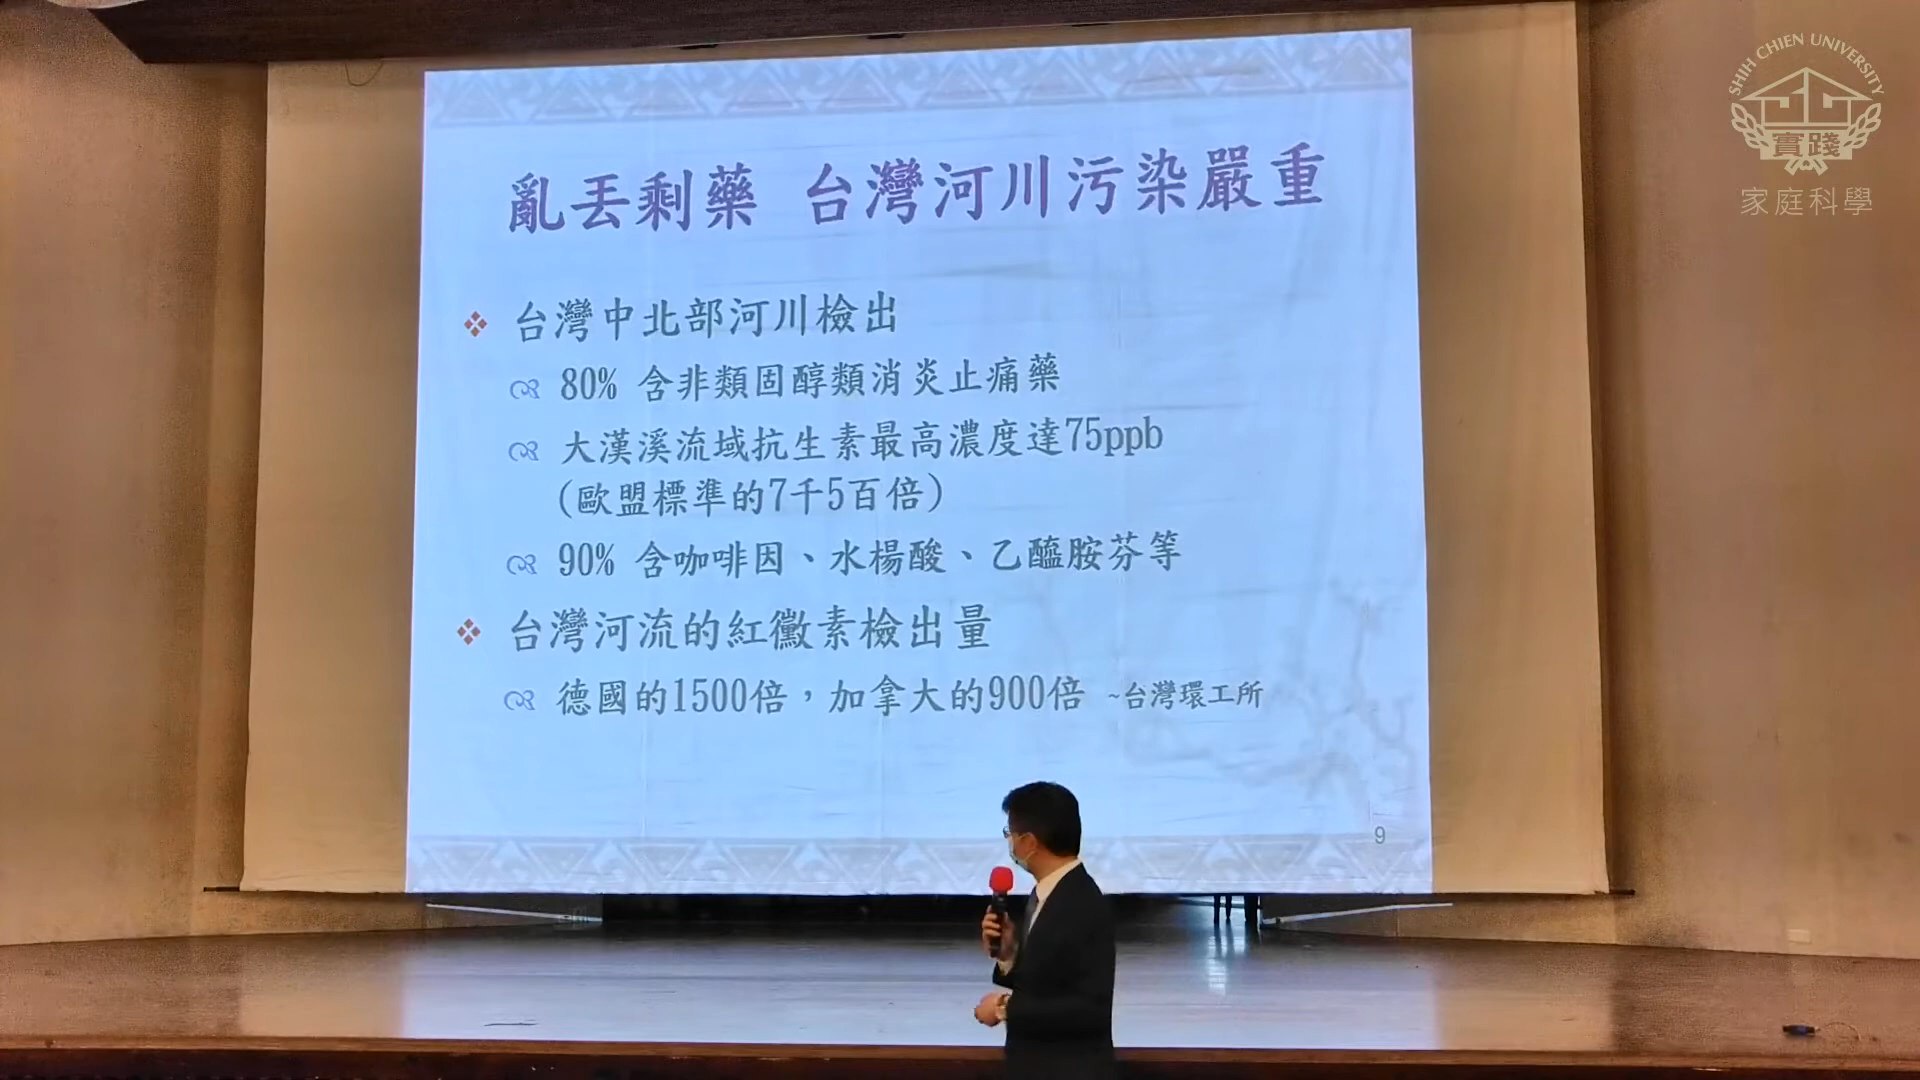 亂丟剩藥 台灣河川污染嚴重
台灣中北部河川檢出
80% 含非類固醇類消炎止痛藥
大漢溪流域抗生素最高濃度達75ppb
(歐盟標準的7千5百倍)
90% 含咖啡因、水楊酸、乙醯胺芬等
台灣河流的紅黴素檢出量
德國的1500倍，加拿大的900倍 ~台灣環工所
9
SHIH CHIEN UNIVERSITY
實踐
家庭科學